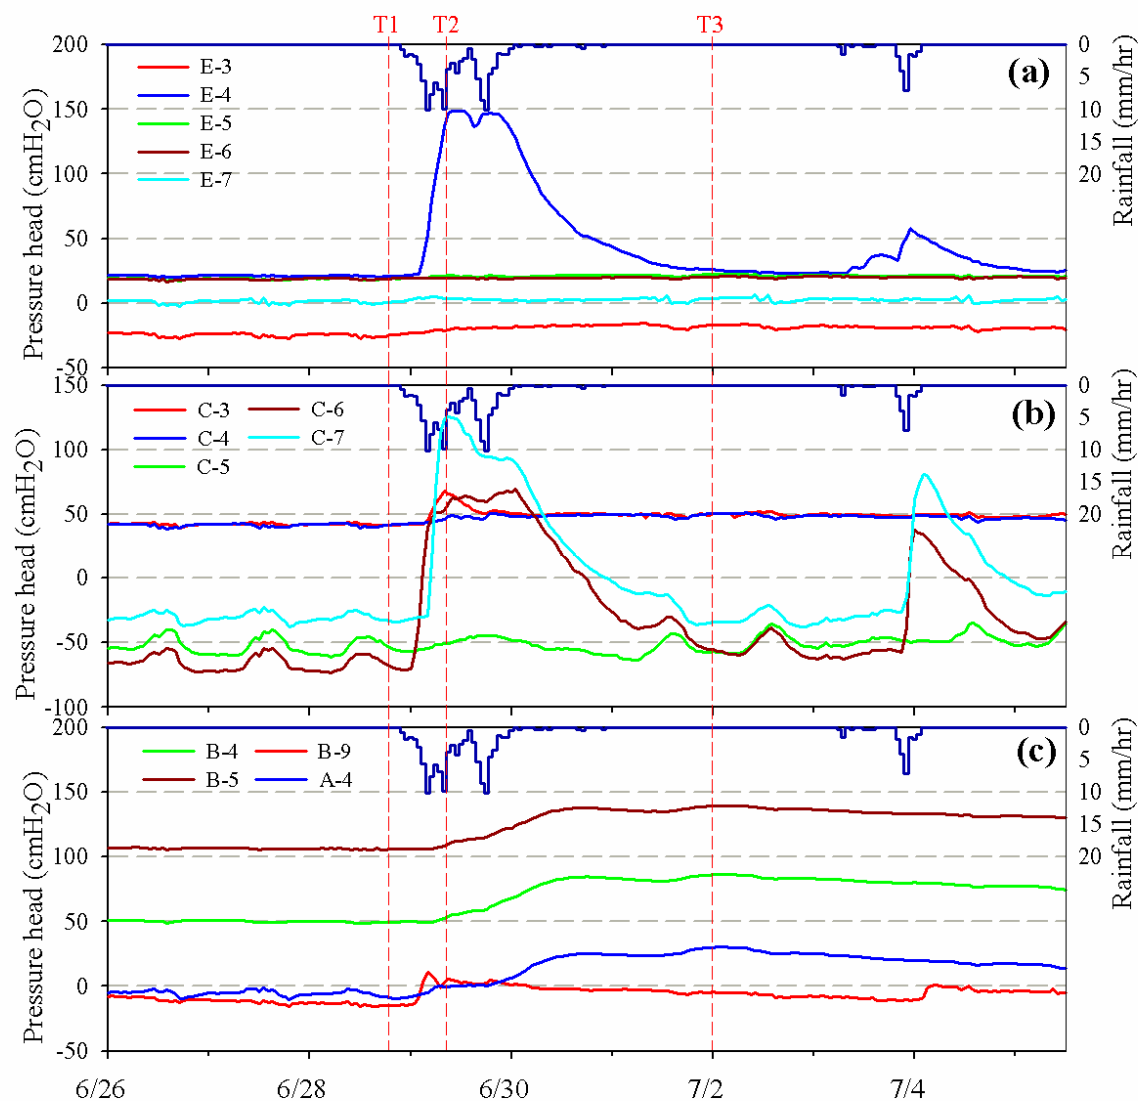 T1 T2 T3
200 0
(a)
E-3
E-4 5
150 10
E-5 15
E-6
100 20
E-7
50
0
-50
Pressure head (cmH2O)
Rainfall (mm/hr)
150 0
(b)
C-3 C-6
C-4 C-7 5
100 10
C-5
15
50 20
0
-50
-100
Pressure head (cmH2O)
Rainfall (mm/hr)
200 0
(c)
B-4 B-9
B-5 A-4 5
150 10
15
100 20
50
0
-50
Pressure head (cmH2O)
Rainfall (mm/hr)
6/26 6/28 6/30 7/2 7/4